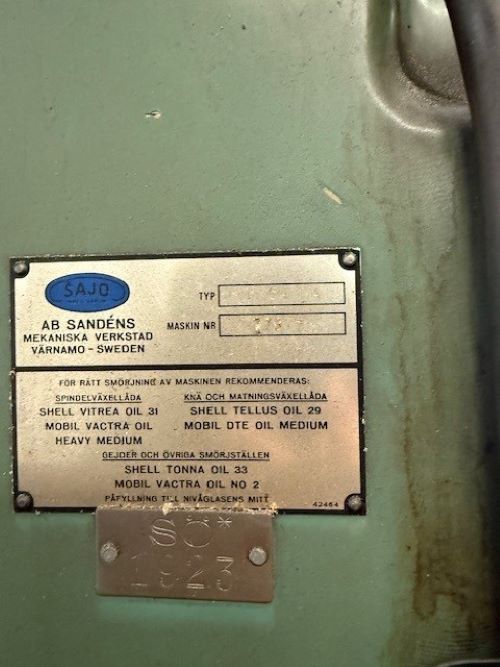 SAJO
TYP
AB SANDÉNS
MEKANISKA VERKSTAD
VÄRNAMO - SWEDEN
MASKIN NR
FÖR RÄTT SMÖRJNING AV MASKINEN REKOMMENDERAS:
SPINDELVÄXELLÅDA
SHELL VITREA OIL 31
MOBIL VACTRA OIL
HEAVY MEDIUM
KNÄ OCH MATNINGSVÄXELLÅDA
SHELL TELLUS OIL 29
MOBIL DTE OIL MEDIUM
GEJDER OCH ÖVRIGA SMÖRJSTÄLLEN
SHELL TONNA OIL 33
MOBIL VACTRA OIL NO 2
PÅFYLLNING TILL NIVÅGLASENS MITT
42464
SÖ*
1923